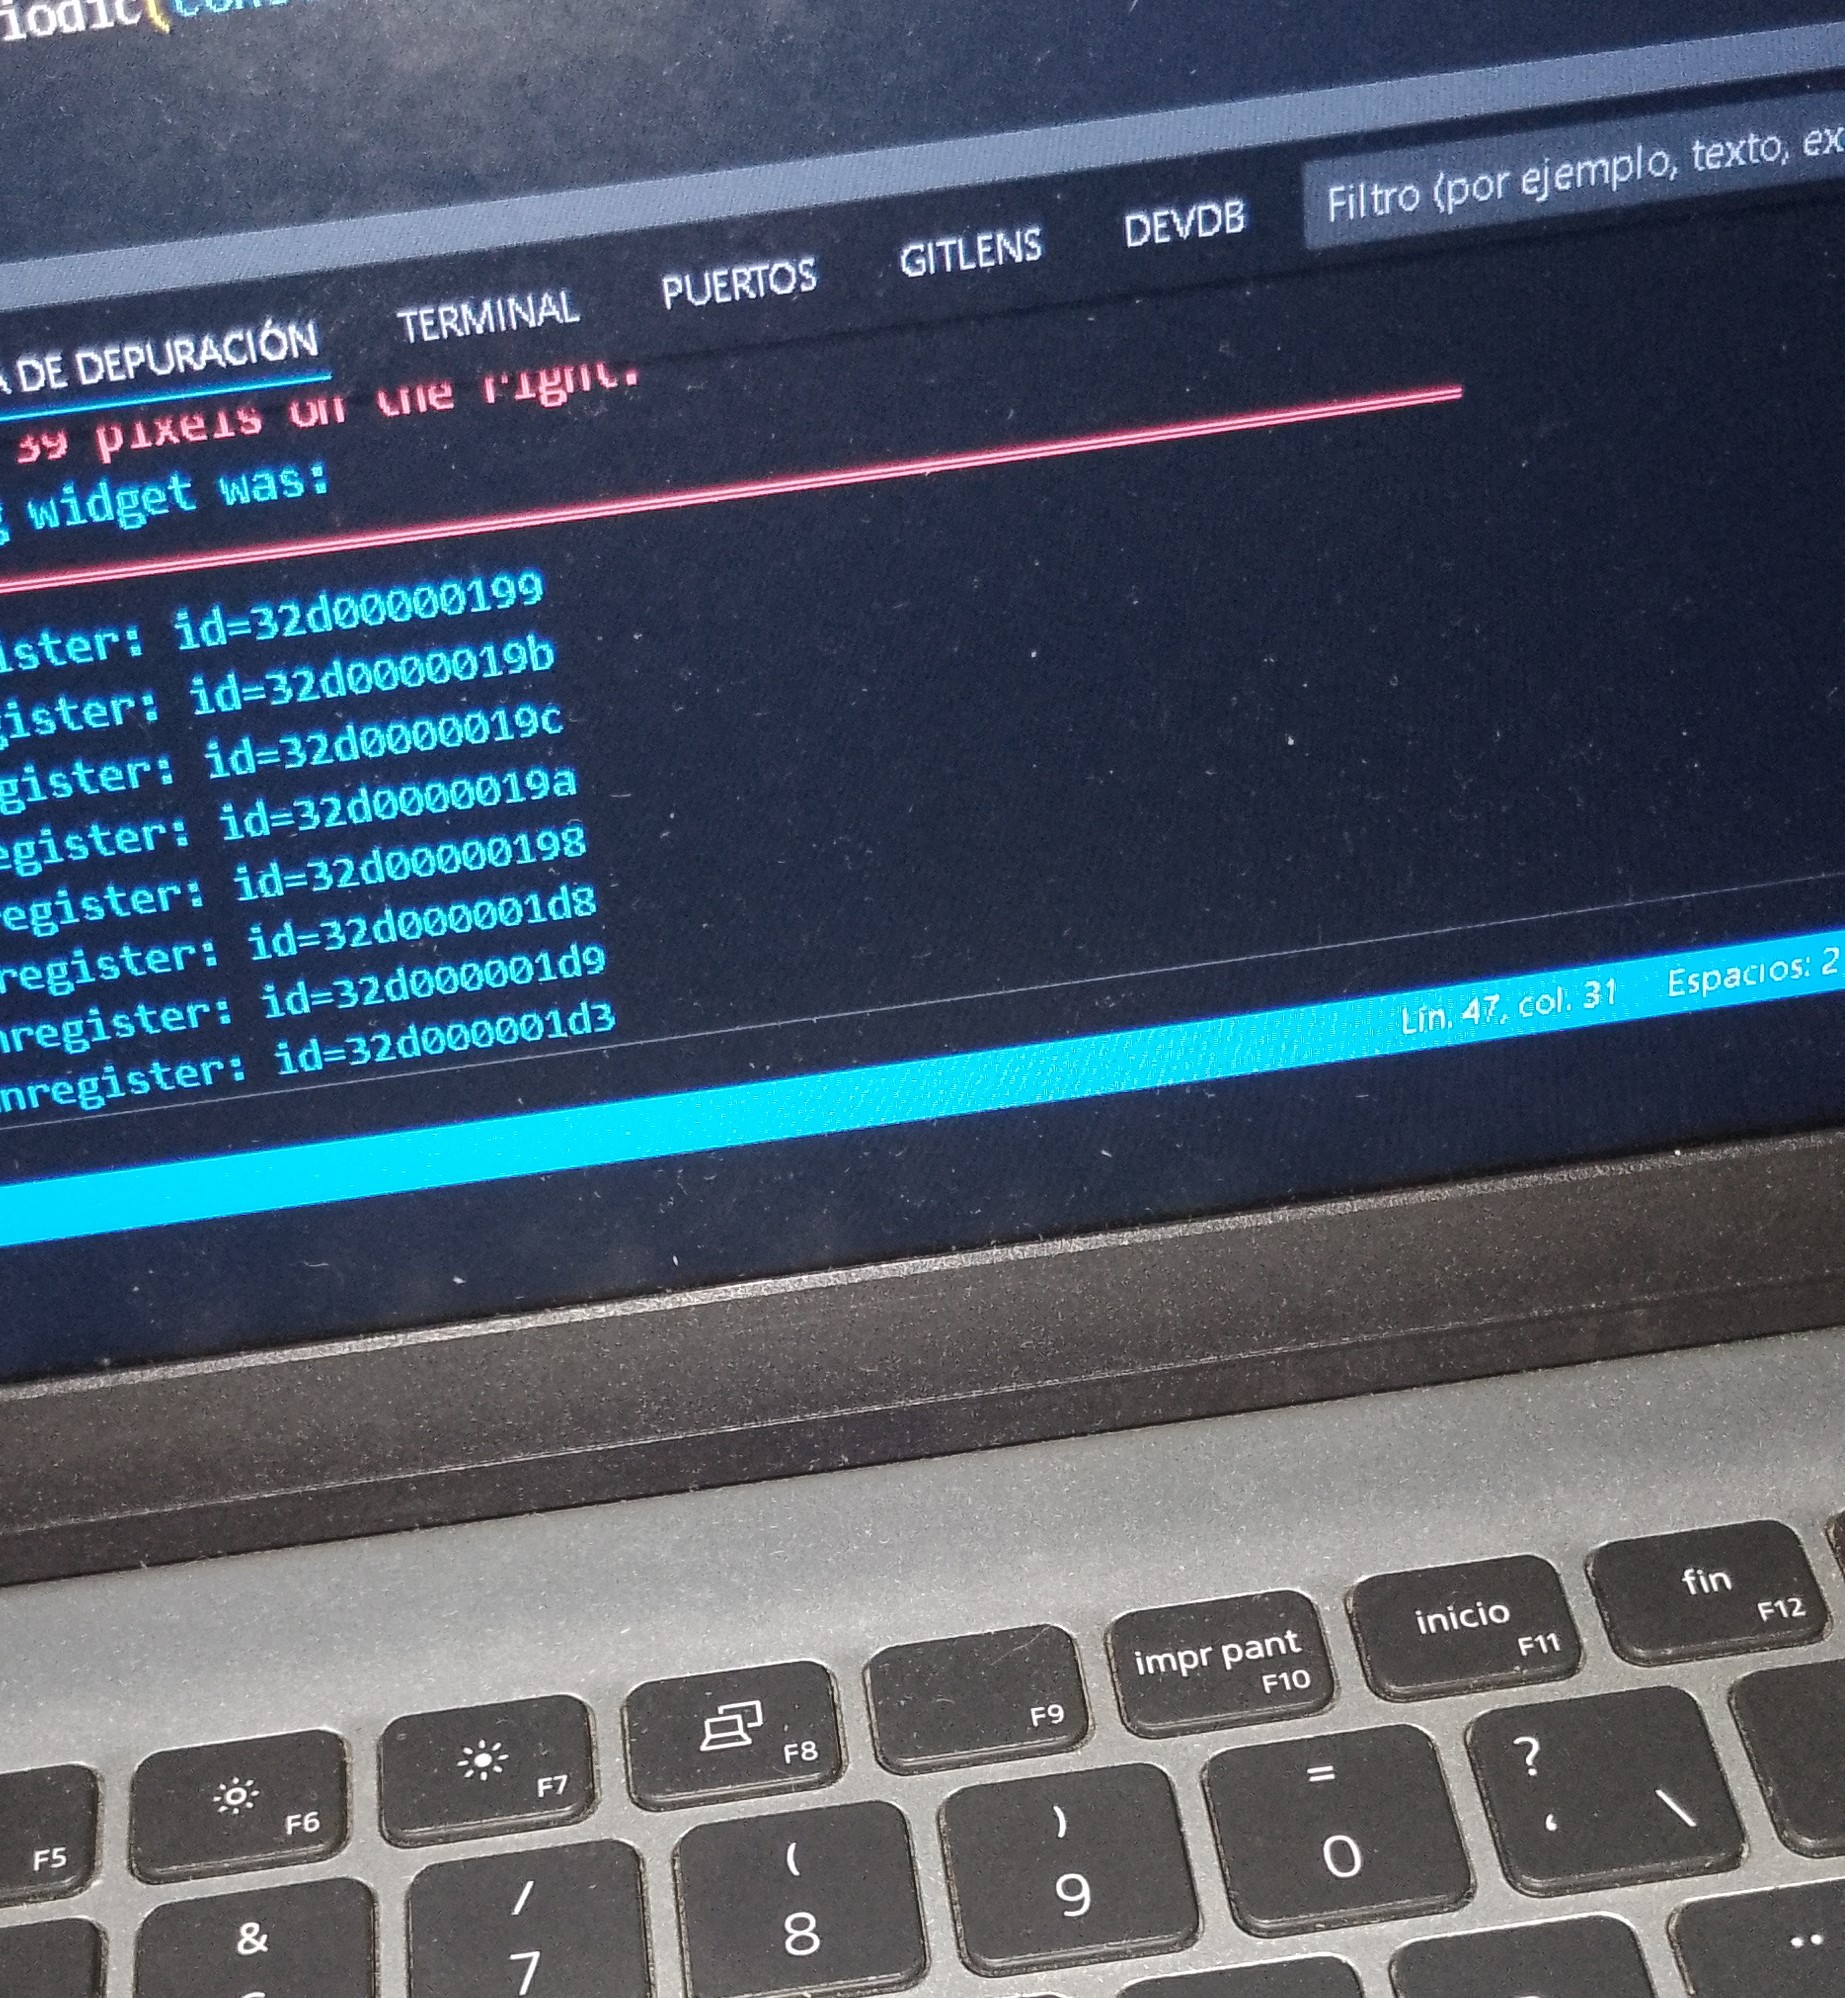 iodic(con
A DE DEPURACIÓN TERMINAL PUERTOS GITLENS DEVDB Filtro (por ejemplo, texto, ex
39 pixels on the right.
g widget was:
ister: id=32d00000199
gister: id=32d0000019b
gister: id=32d0000019c
egister: id=32d0000019a
register: id=32d00000198
register: id=32d000001d8
nregister: id=32d000001d9
nregister: id=32d000001d3
Lín. 47, col. 31 Espacios: 2
F5 F6 F7 F8 F9 impr pant F10 inicio F11 fin F12
& / 7 ( 8 ) 9 = 0 ? ‘ \ ¨